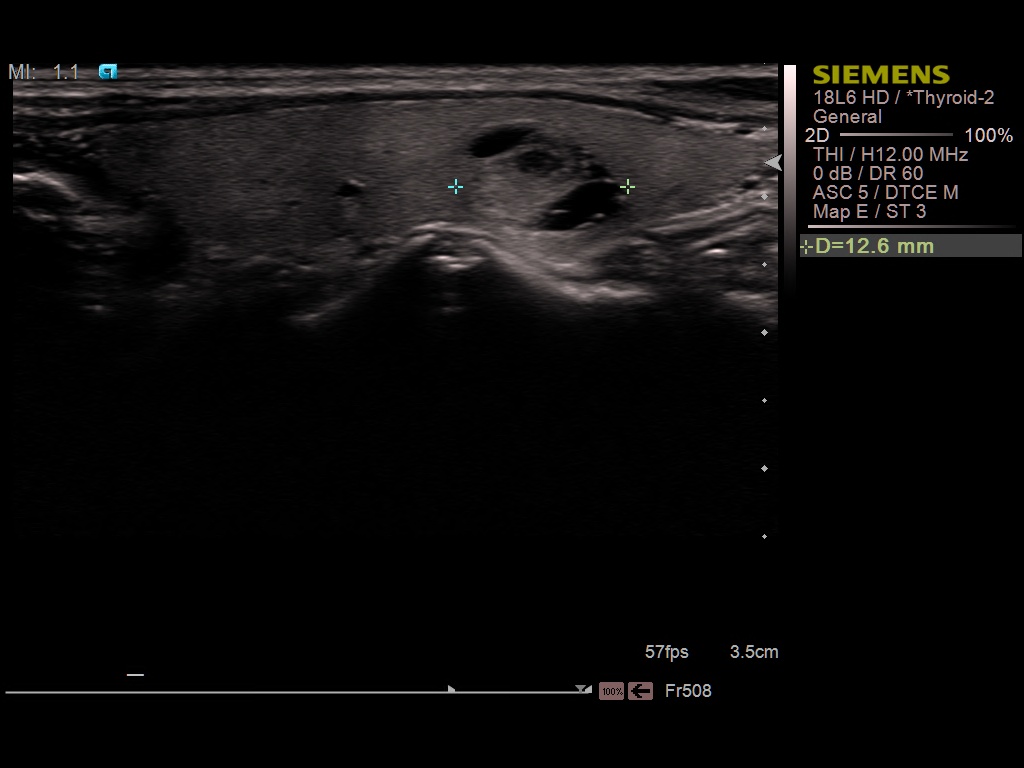 MI: 1.1
SIEMENS
18L6 HD / *Thyroid-2
General
2D 100%
THI / H12.00 MHz
0 dB / DR 60
ASC 5 / DTCE M
Map E / ST 3
D=12.6 mm
57fps 3.5cm
100% Fr508